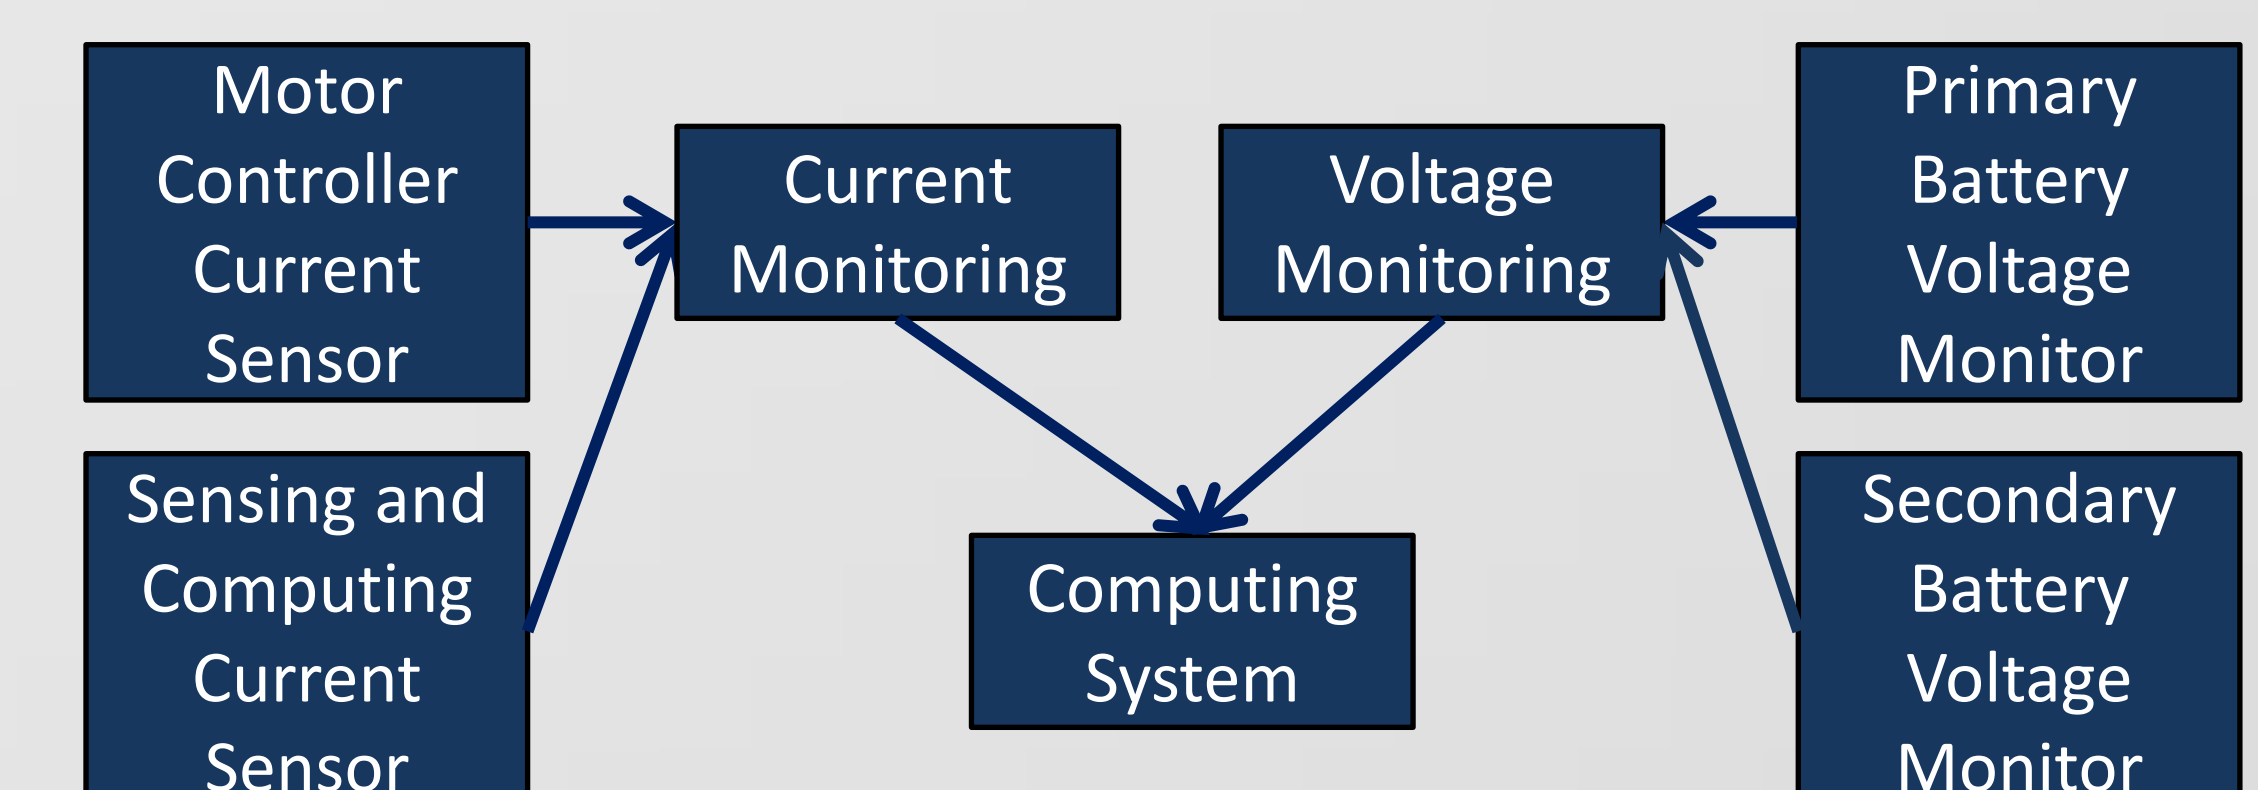 Motor
Controller
Current
Sensor
Current
Monitoring
Voltage
Monitoring
Primary
Battery
Voltage
Monitor
Sensing and
Computing
Current
Sensor
Computing
System
Secondary
Battery
Voltage
Monitor